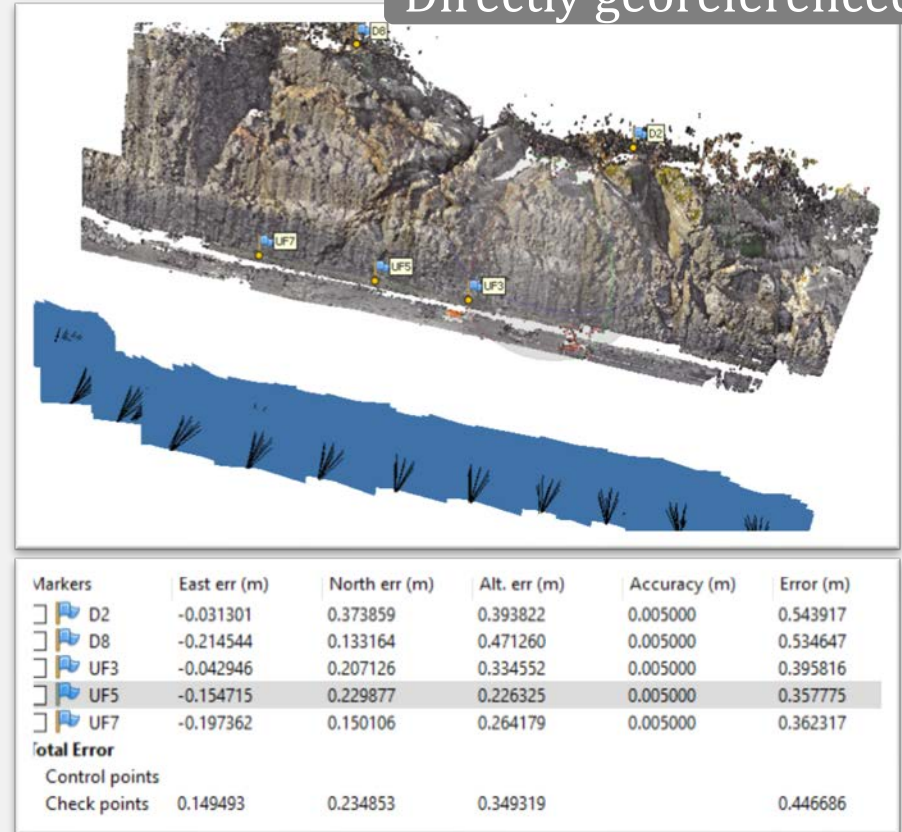 Directly georeferenced
D8
D2
UF7
UF5
UF3
Markers East err (m) North err (m) Alt. err (m) Accuracy (m) Error (m)
D2 -0.031301 0.373859 0.393822 0.005000 0.543917
D8 -0.214544 0.133164 0.471260 0.005000 0.534647
UF3 -0.042946 0.207126 0.334552 0.005000 0.395816
UF5 -0.154715 0.229877 0.226325 0.005000 0.357775
UF7 -0.197362 0.150106 0.264179 0.005000 0.362317
Total Error
Control points
Check points 0.149493 0.234853 0.349319 0.446686